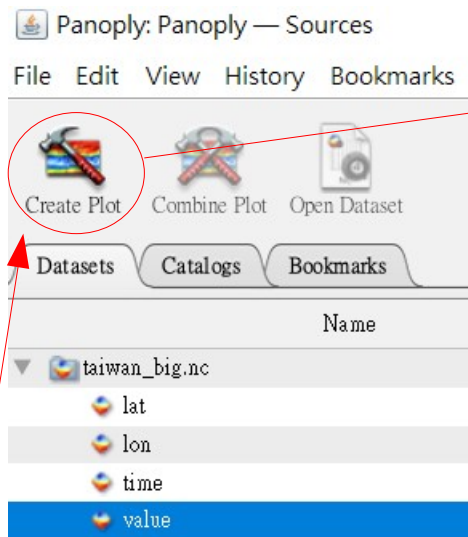 Panoply: Panoply — Sources
File Edit View History Bookmarks
Create Plot Combine Plot Open Dataset
Datasets Catalogs Bookmarks
Name
taiwan_big.nc
lat
lon
time
value